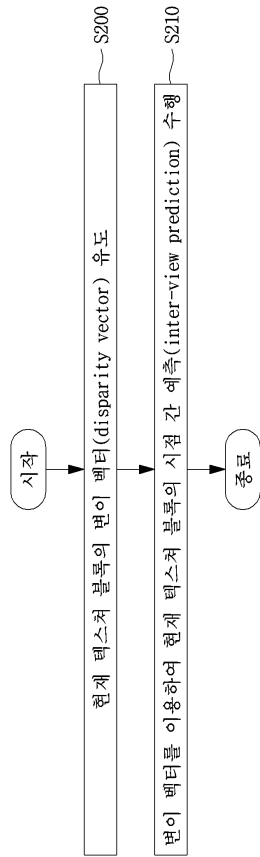 시작
현재 텍스쳐 블록의 변이 벡터(disparity vector) 유도
S200
변이 벡터를 이용하여 현재 텍스쳐 블록의 시점 간 예측(inter-view prediction) 수행
S210
종료